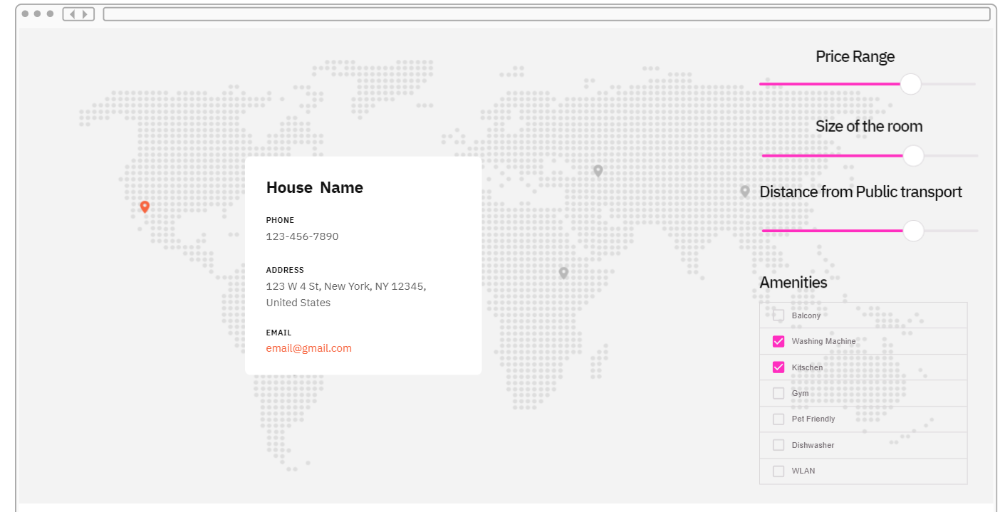 Price Range
Size of the room
Distance from Public transport
House Name
PHONE
123-456-7890
ADDRESS
123 W 4 St, New York, NY 12345,
United States
EMAIL
email@gmail.com
Amenities
Balcony
Washing Machine
Kitschen
Gym
Pet Friendly
Dishwasher
WLAN